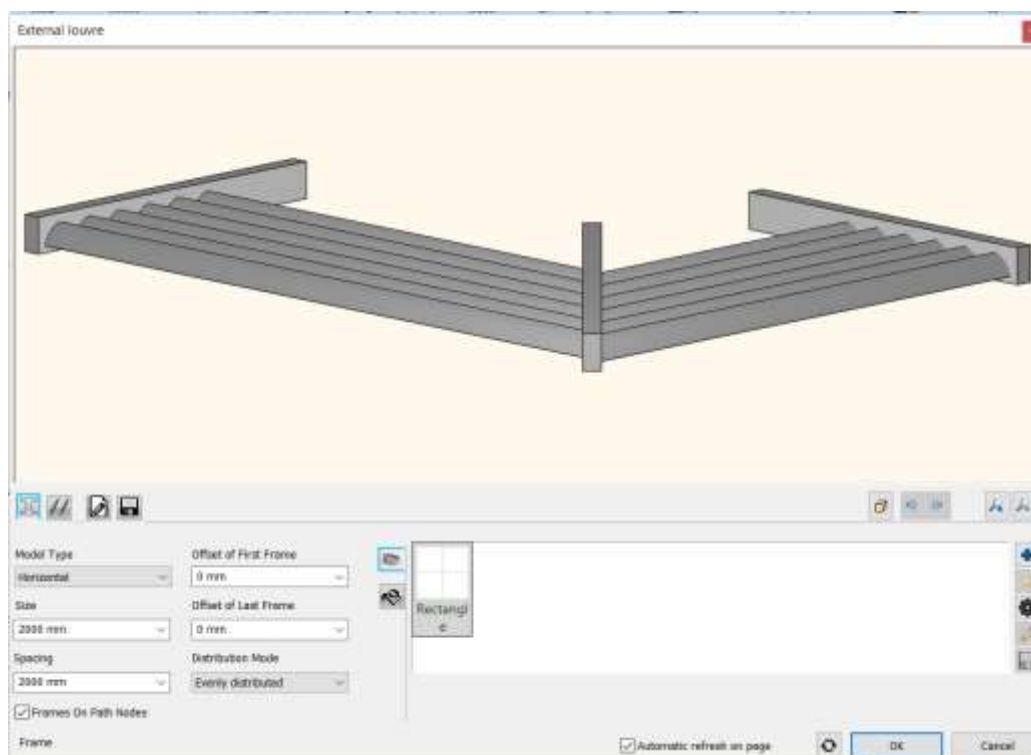 External louvre
Model Type
Offset of First Frame
Horizontal
0 mm
Size
Offset of Last Frame
2000 mm
0 mm
Spacing
Distribution Mode
2000 mm
Evenly distributed
Frames On Path Nodes
Rectangl
e
Frame
Automatic refresh on page
OK
Cancel